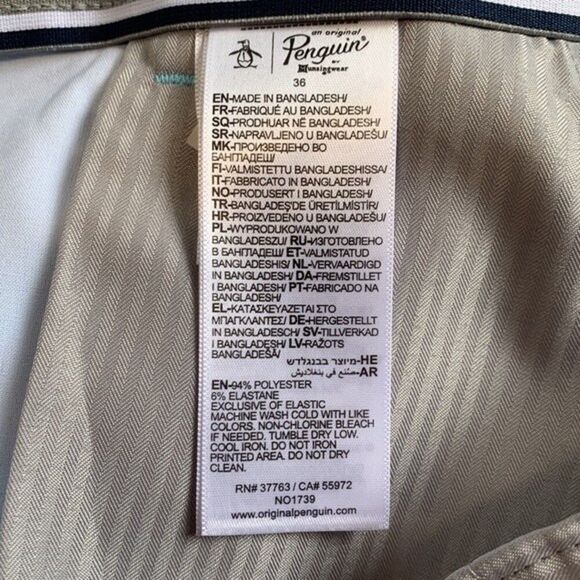 an original
Penguin®
BY
Munsingwear
36
EN-MADE IN BANGLADESH/
FR-FABRIQUÉ AU BANGLADESH/
SQ-PRODHUAR NË BANGLADESH/
SR-NAPRAVLJENO U BANGLADEŠU/
MK-ПРОИЗВЕДЕНО ВО
БАНГЛАДЕШ/
FI-VALMISTETTU BANGLADESHISSA/
IT-FABBRICATO IN BANGLADESH/
NO-PRODUSERT I BANGLADESH/
TR-BANGLADEŞ'DE ÜRETİLMİŞTİR/
HR-PROIZVEDENO U BANGLADEŠU/
PL-WYPRODUKOWANO W
BANGLADESZU/ RU-ИЗГОТОВЛЕНО
В БАНГЛАДЕШ/ ET-VALMISTATUD
BANGLADESHIS/ NL-VERVAARDIGD
IN BANGLADESH/ DA-FREMSTILLET
I BANGLADESH/ PT-FABRICADO NA
BANGLADESH/
EL-ΚΑΤΑΣΚΕΥΑΖΕΤΑΙ ΣΤΟ
ΜΠΑΓΚΛΑΝΤΕΣ/ DE-HERGESTELLT
IN BANGLADESCH/ SV-TILLVERKAD
I BANGLADESH/ LV-RAŽOTS
BANGLADEŠĀ/
HE-מיוצר בבנגלדש/
AR-صنع في بنغلاديش/
EN-94% POLYESTER
6% ELASTANE
EXCLUSIVE OF ELASTIC
MACHINE WASH COLD WITH LIKE
COLORS. NON-CHLORINE BLEACH
IF NEEDED. TUMBLE DRY LOW.
COOL IRON. DO NOT IRON
PRINTED AREA. DO NOT DRY
CLEAN.
RN# 37763 / CA# 55972
NO1739
www.originalpenguin.com